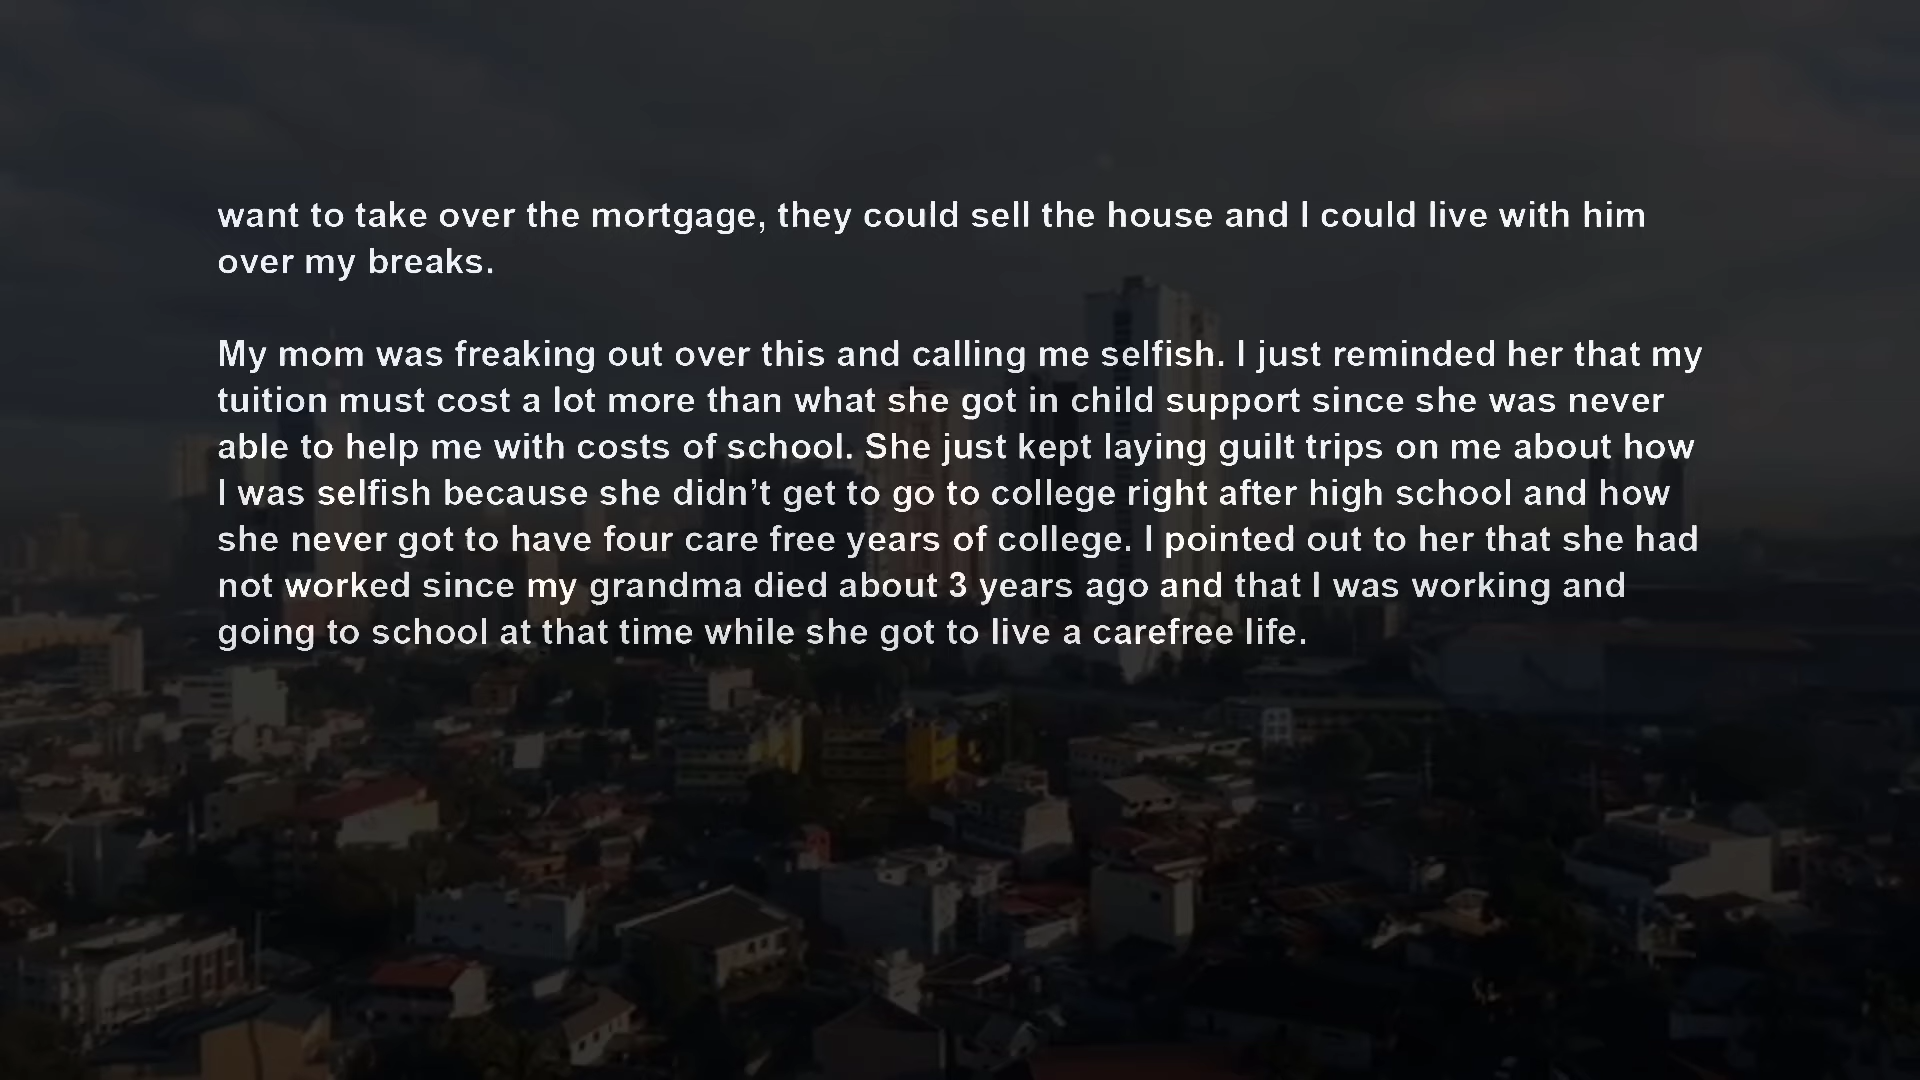 want to take over the mortgage, they could sell the house and I could live with him
over my breaks.
My mom was freaking out over this and calling me selfish. I just reminded her that my
tuition must cost a lot more than what she got in child support since she was never
able to help me with costs of school. She just kept laying guilt trips on me about how
I was selfish because she didn’t get to go to college right after high school and how
she never got to have four care free years of college. I pointed out to her that she had
not worked since my grandma died about 3 years ago and that I was working and
going to school at that time while she got to live a carefree life.